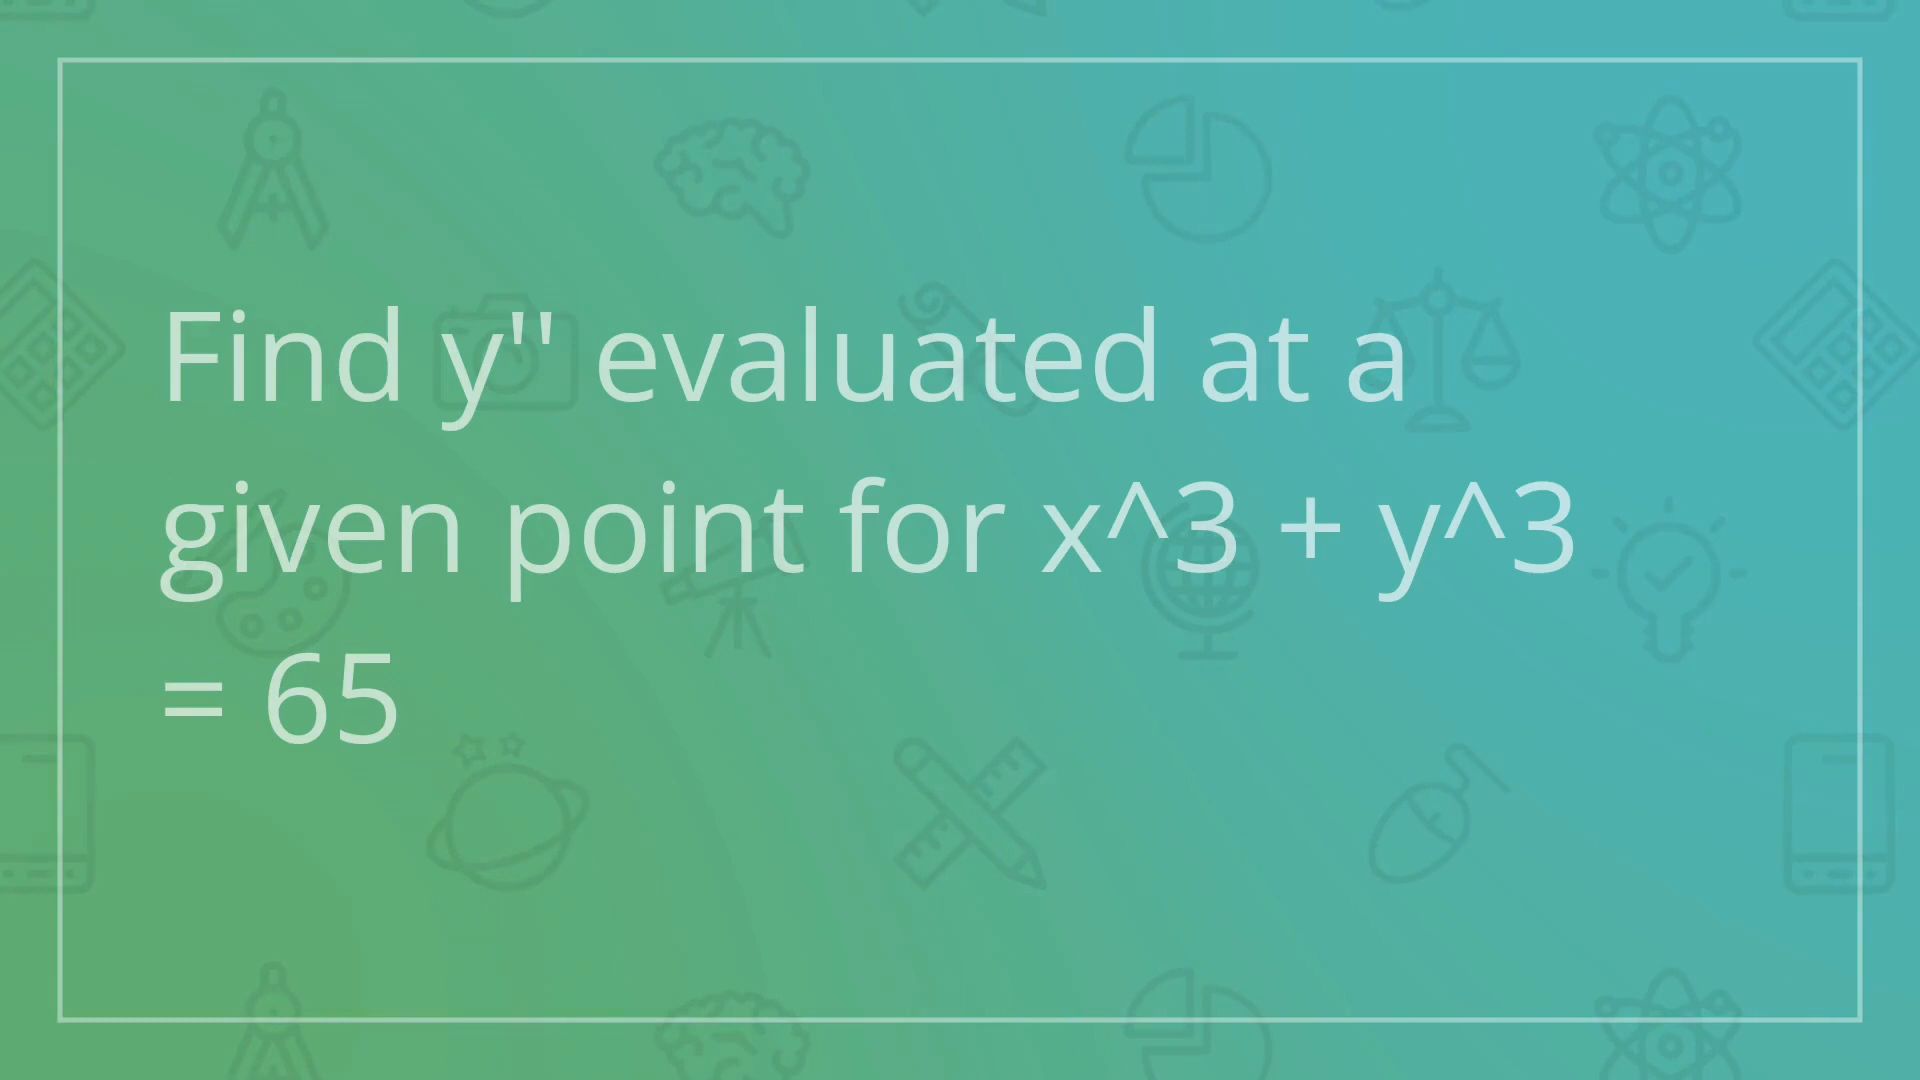 Find y'' evaluated at a
given point for x^3 + y^3
= 65